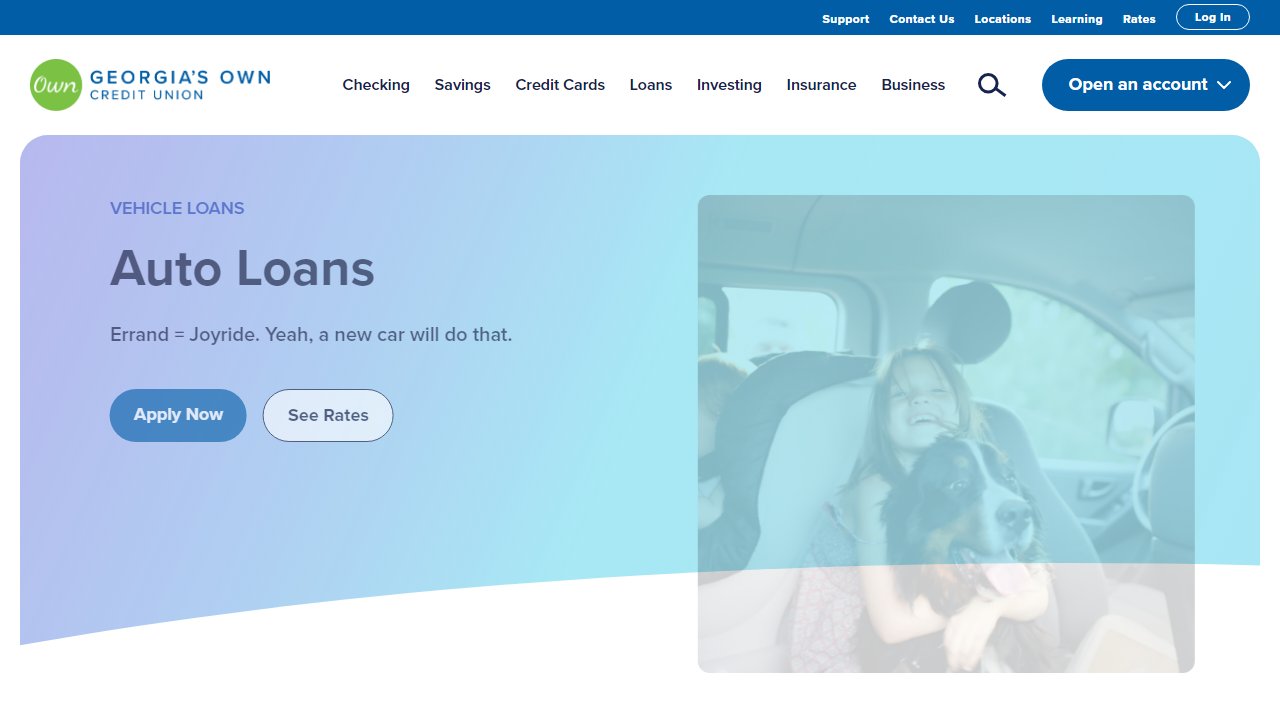 Support Contact Us Locations Learning Rates Log In
Own GEORGIA'S OWN
CREDIT UNION
Checking Savings Credit Cards Loans Investing Insurance Business Open an account
VEHICLE LOANS
Auto Loans
Errand = Joyride. Yeah, a new car will do that.
Apply Now See Rates